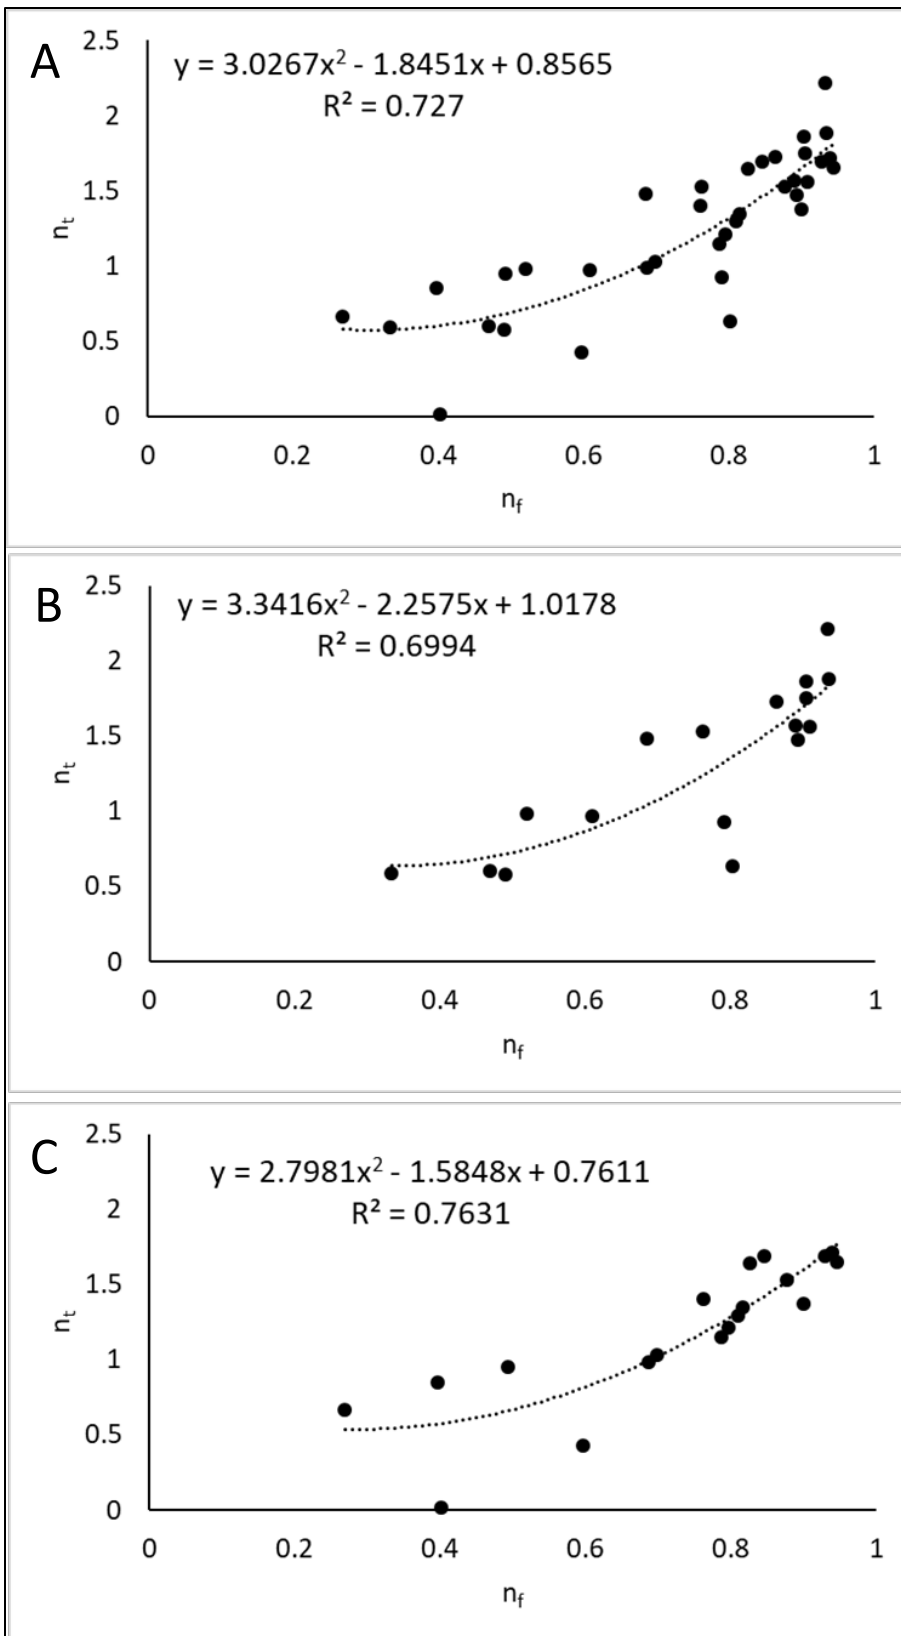 A
y = 3.0267x² - 1.8451x + 0.8565
R² = 0.727
2.5
2
1.5
1
0.5
0
nₜ
0 0.2 0.4 0.6 0.8 1
n_f
B
y = 3.3416x² - 2.2575x + 1.0178
R² = 0.6994
2.5
2
1.5
1
0.5
0
nₜ
0 0.2 0.4 0.6 0.8 1
n_f
C
y = 2.7981x² - 1.5848x + 0.7611
R² = 0.7631
2.5
2
1.5
1
0.5
0
nₜ
0 0.2 0.4 0.6 0.8 1
n_f